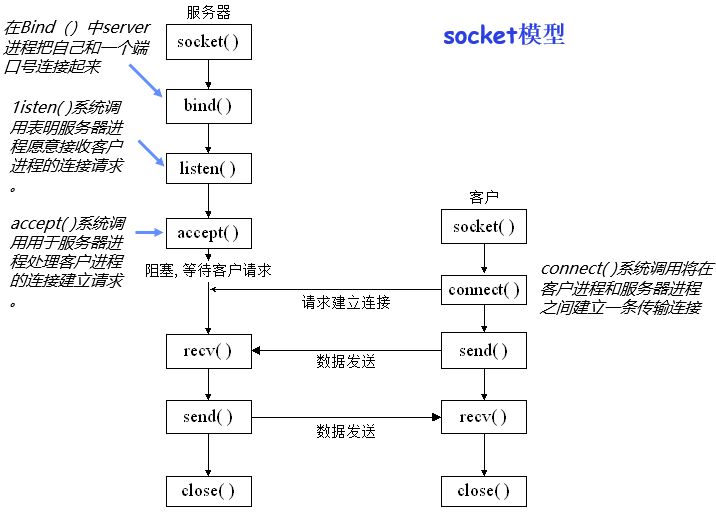 socket模型
服务器
socket( )
在Bind（）中server
进程把自己和一个端
口号连接起来
bind( )
1isten( )系统调
用表明服务器进
程愿意接收客户
进程的连接请求
。
listen( )
accept( )系统调
用用于服务器进
程处理客户进程
的连接建立请求
。
accept( )
阻塞, 等待客户请求
客户
socket( )
connect( )
connect( )系统调用将在
客户进程和服务器进程
之间建立一条传输连接
请求建立连接
recv( )
send( )
数据发送
send( )
recv( )
数据发送
close( )
close( )